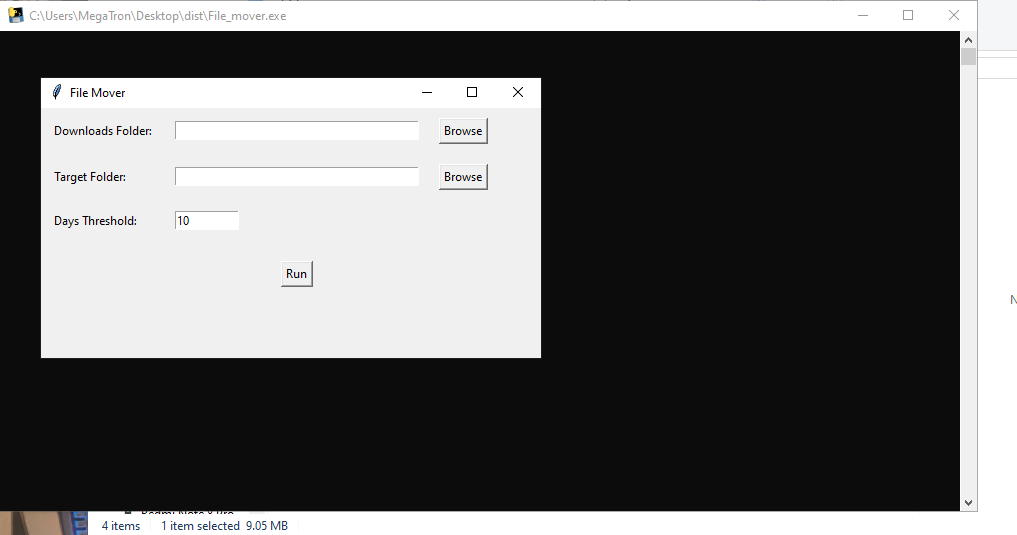 C:\Users\MegaTron\Desktop\dist\File_mover.exe
File Mover
Downloads Folder: Browse
Target Folder: Browse
Days Threshold: 10
Run
N
4 items 1 item selected 9.05 MB